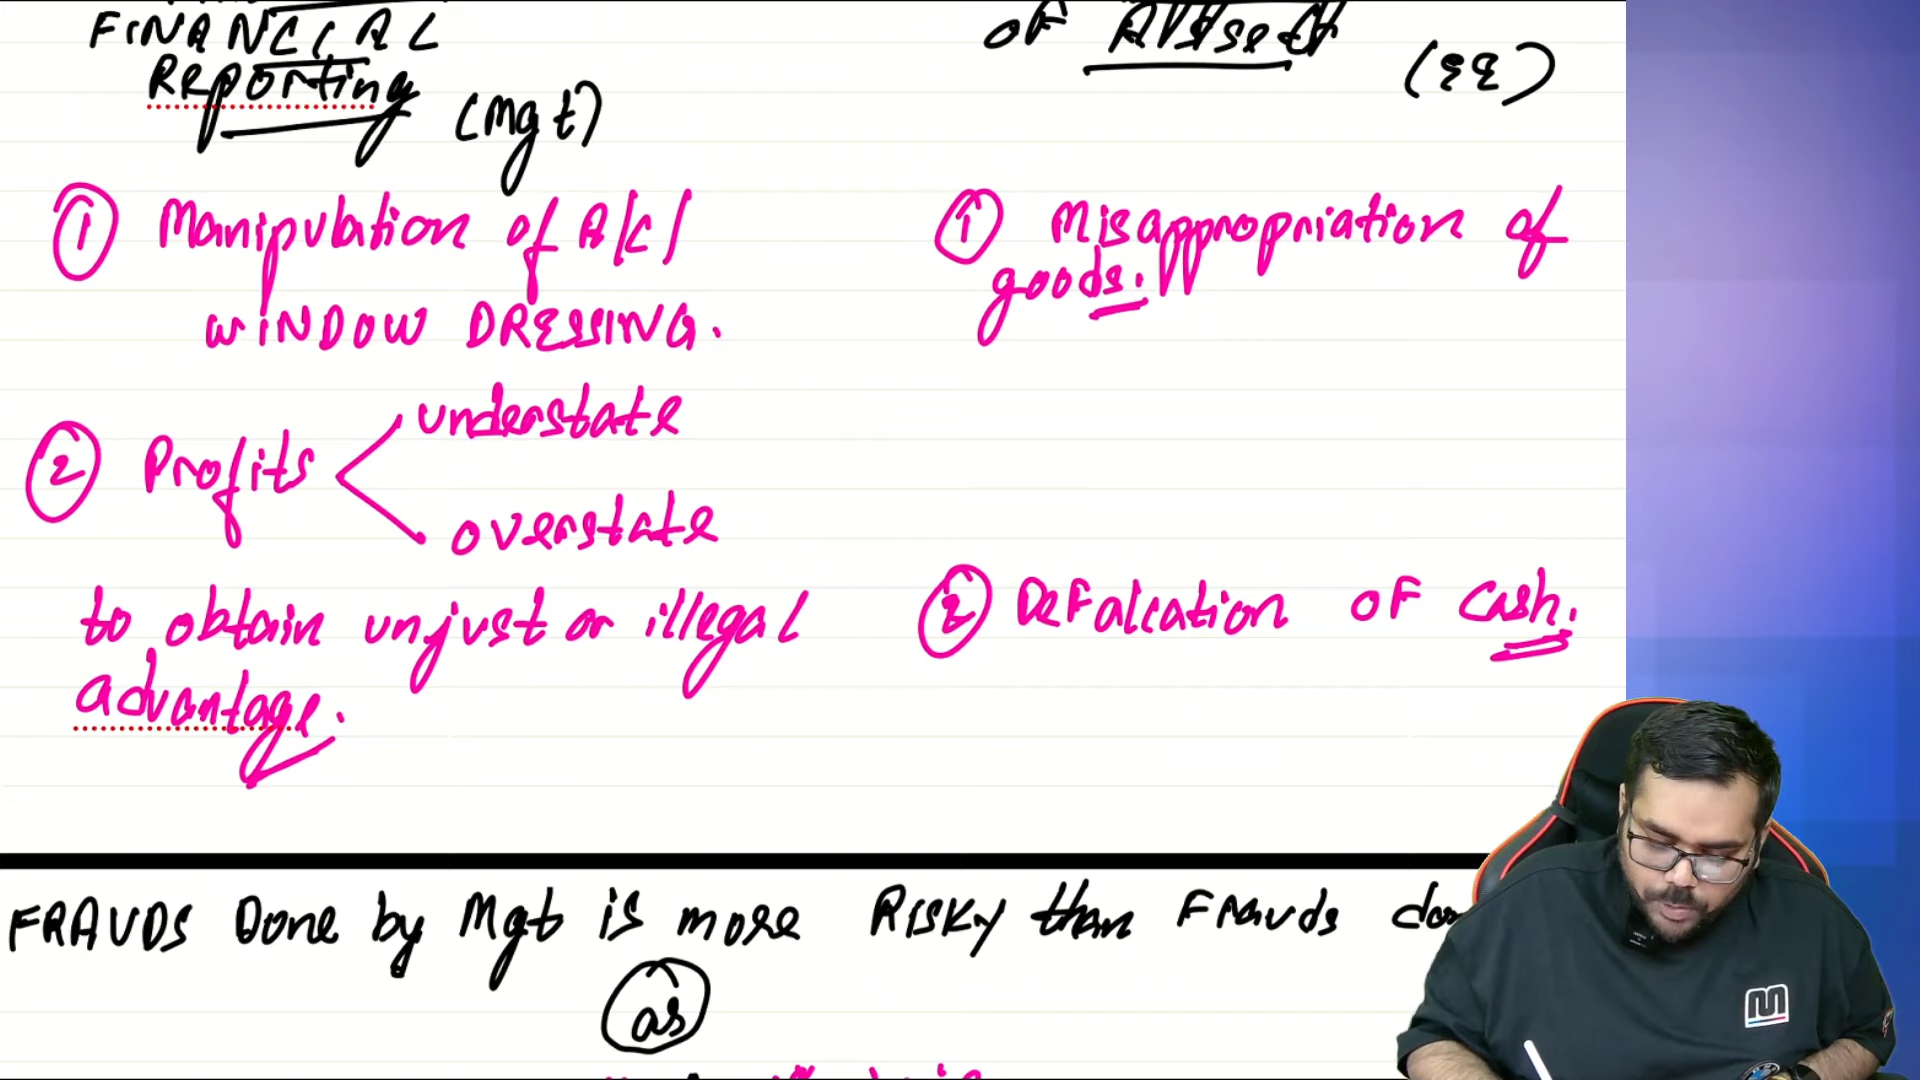 FINANCIAL
Reporting (Mgt)
① Manipulation of A/c/
WINDOW DRESSING.
② Profits
understate
overstate
to obtain unjust or illegal
advantage.
of Assets (EE)
① Misappropriation of
goods.
② Defalcation OF cash.
FRAUDS Done by Mgt is more Risky than Frauds
as